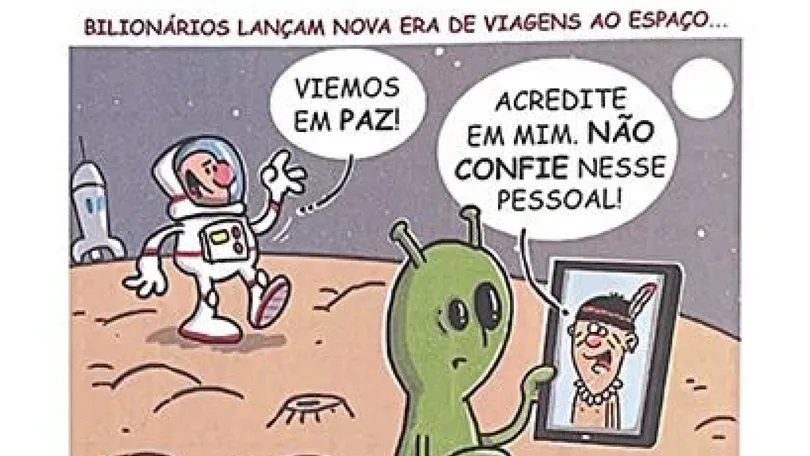 BILIONÁRIOS LANÇAM NOVA ERA DE VIAGENS AO ESPAÇO...
VIEMOS
EM PAZ!
ACREDITE
EM MIM. NÃO
CONFIE NESSE
PESSOAL!